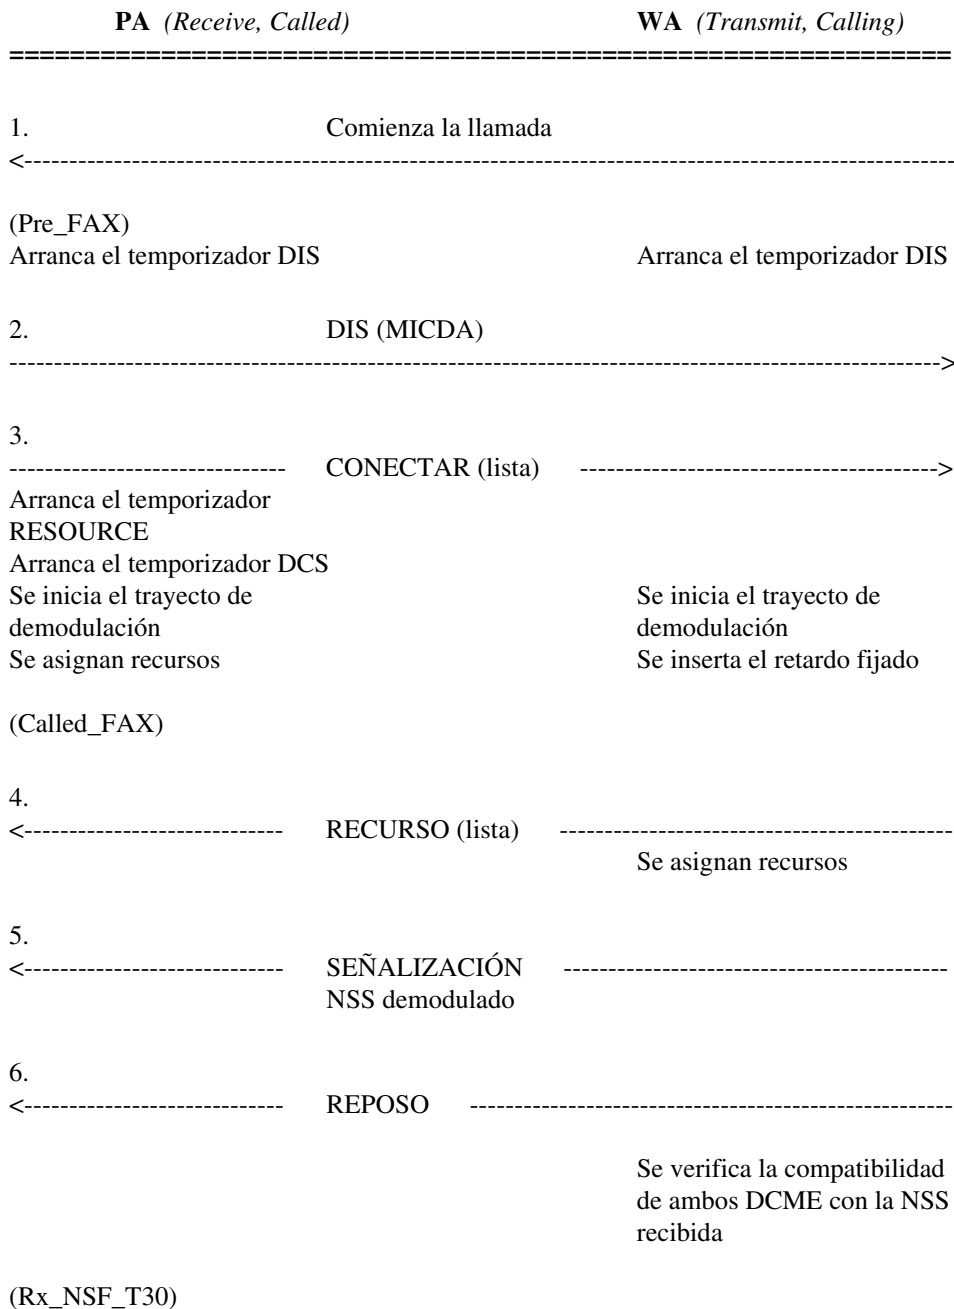 PA (Receive, Called) WA (Transmit, Calling)
==============================================================
1. Comienza la llamada
<--------------------------------------------------------------------------------------------------------
(Pre_FAX)
Arranca el temporizador DIS Arranca el temporizador DIS
2. DIS (MICDA)
-------------------------------------------------------------------------------------------------------->
3.
------------------------------- CONECTAR (lista) ---------------------------------------->
Arranca el temporizador
RESOURCE
Arranca el temporizador DCS
Se inicia el trayecto de Se inicia el trayecto de
demodulación demodulación
Se asignan recursos Se inserta el retardo fijado
(Called_FAX)
4.
<----------------------------- RECURSO (lista) --------------------------------------------
Se asignan recursos
5.
<----------------------------- SEÑALIZACIÓN -------------------------------------------
NSS demodulado
6.
<----------------------------- REPOSO ------------------------------------------------------
Se verifica la compatibilidad
de ambos DCME con la NSS
recibida
(Rx_NSF_T30)